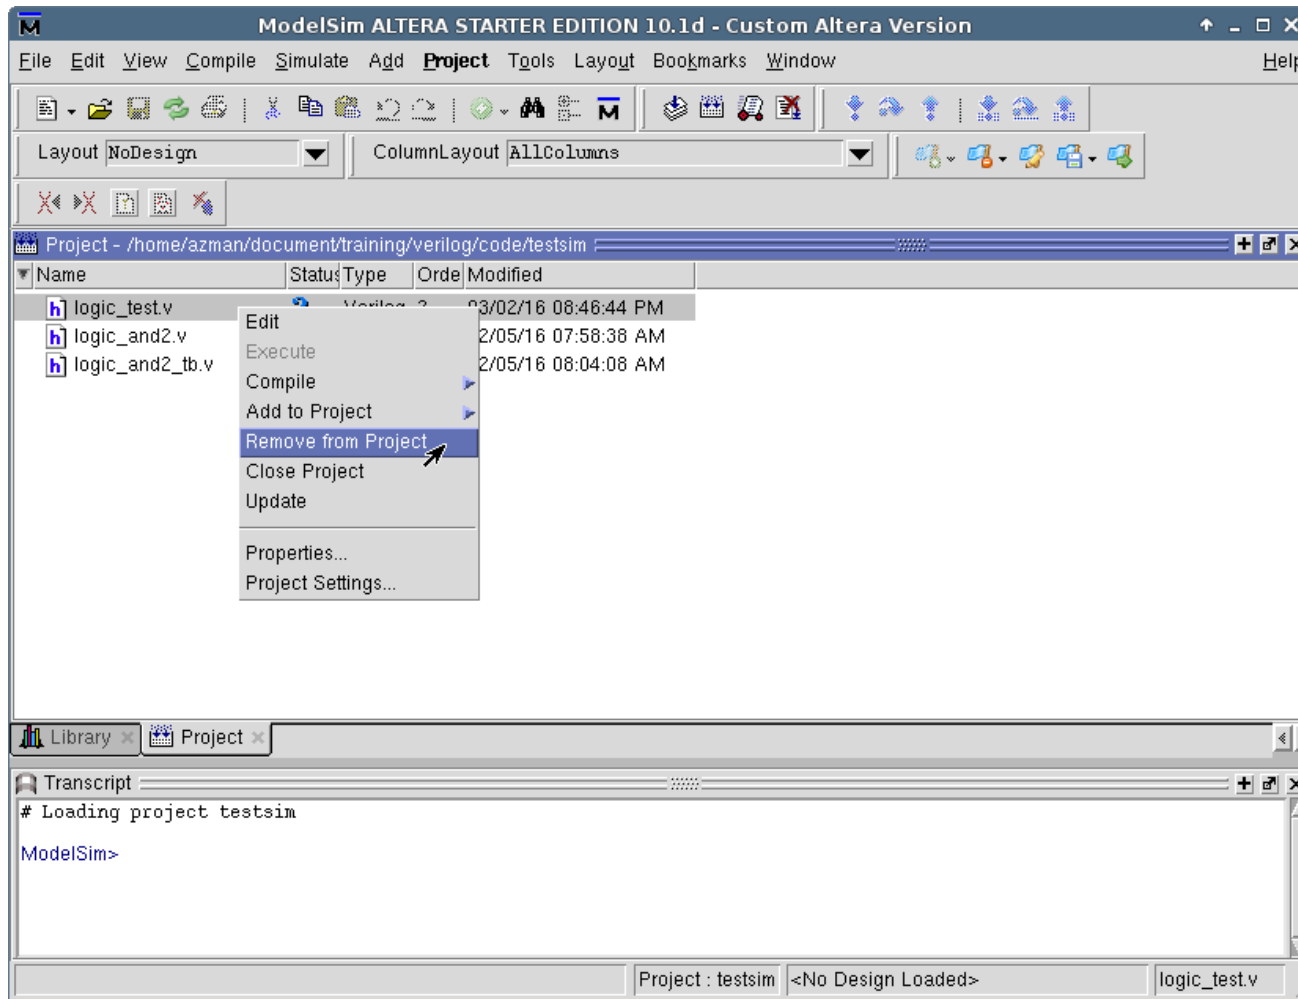 ModelSim ALTERA STARTER EDITION 10.1d - Custom Altera Version
File Edit View Compile Simulate Add Project Tools Layout Bookmarks Window Help
Layout NoDesign ColumnLayout AllColumns
Project - /home/azman/document/training/verilog/code/testsim
Name Status Type Orde Modified
logic_test.v Verilog 2 03/02/16 08:46:44 PM
logic_and2.v 2/05/16 07:58:38 AM
logic_and2_tb.v 2/05/16 08:04:08 AM
Edit
Execute
Compile
Add to Project
Remove from Project
Close Project
Update
Properties...
Project Settings...
Library Project
Transcript
# Loading project testsim
ModelSim>
Project : testsim <No Design Loaded> logic_test.v